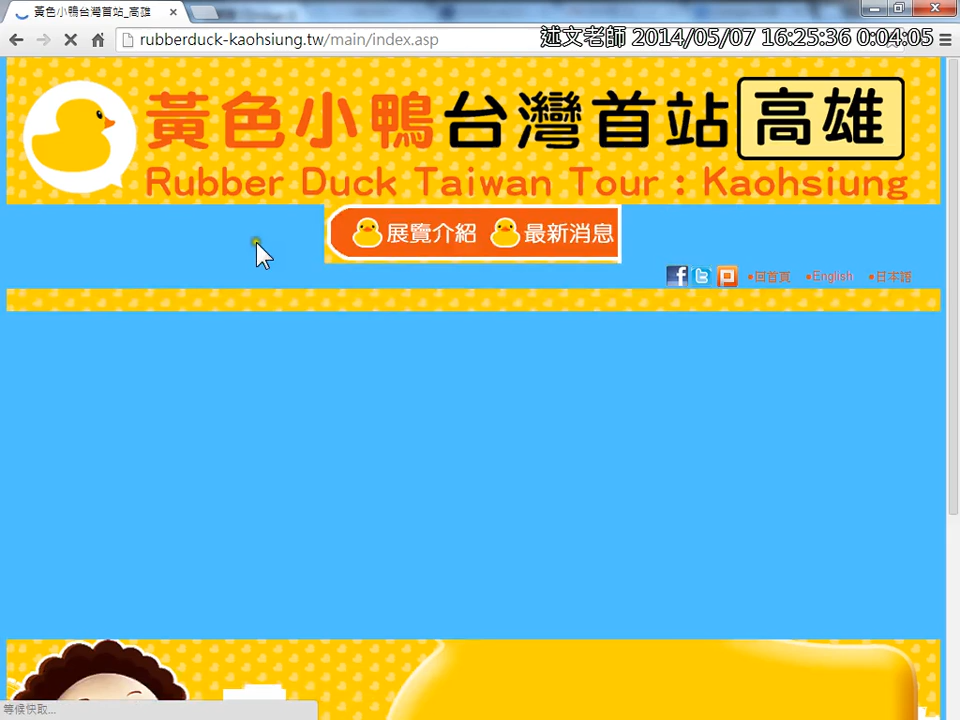 黃色小鴨台灣首站_高雄
rubberduck-kaohsiung.tw/main/index.asp
述文老師 2014/05/07 16:25:36 0:04:05
黃色小鴨台灣首站 高雄
Rubber Duck Taiwan Tour : Kaohsiung
展覽介紹 最新消息
回首頁 English 日本語
等候快取...